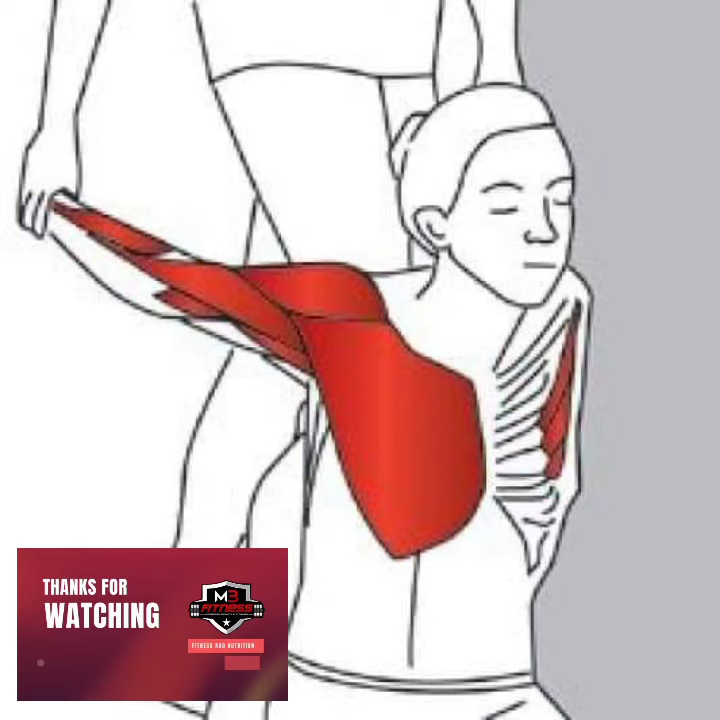 THANKS FOR
WATCHING
M3
FITNESS
FITNESS AND NUTRITION